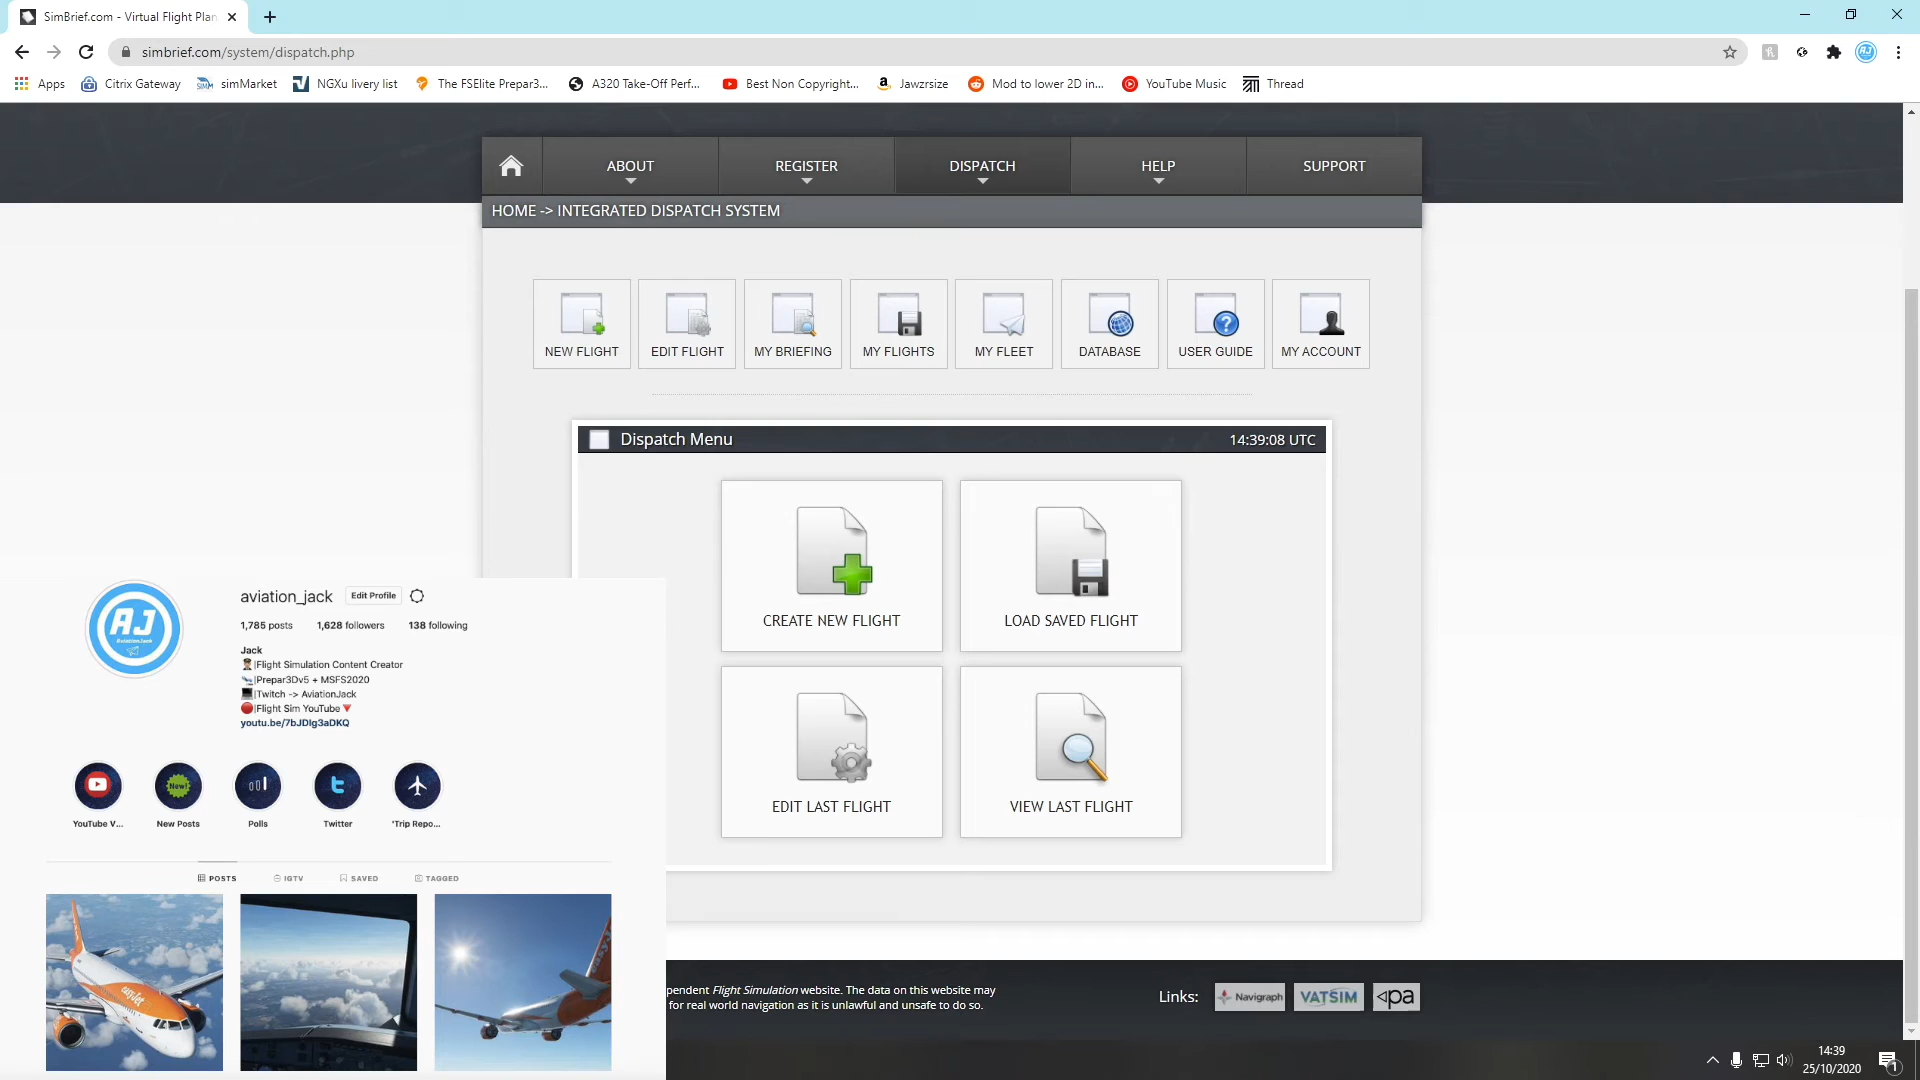 SimBrief.com - Virtual Flight Plan
simbrief.com/system/dispatch.php
Apps
Citrix Gateway
simMarket
NGXu livery list
The FSElite Prepar3...
A320 Take-Off Perf...
Best Non Copyright...
Jawzrsize
Mod to lower 2D in...
YouTube Music
Thread
ABOUT
REGISTER
DISPATCH
HELP
SUPPORT
HOME -> INTEGRATED DISPATCH SYSTEM
NEW FLIGHT
EDIT FLIGHT
MY BRIEFING
MY FLIGHTS
MY FLEET
DATABASE
USER GUIDE
MY ACCOUNT
Dispatch Menu
14:39:08 UTC
CREATE NEW FLIGHT
LOAD SAVED FLIGHT
EDIT LAST FLIGHT
VIEW LAST FLIGHT
AJ
#aviationJack
aviation_jack
Edit Profile
1,785 posts
1,628 followers
138 following
Jack
|Flight Simulation Content Creator
|Prepar3Dv5 + MSFS2020
|Twitch -> AviationJack
|Flight Sim YouTube
youtu.be/7bJDIg3aDKQ
New!
YouTube V...
New Posts
Polls
Twitter
'Trip Repo...
POSTS
IGTV
SAVED
TAGGED
easyJet
pendent Flight Simulation website. The data on this website may
for real world navigation as it is unlawful and unsafe to do so.
Links:
Navigraph
VATSIM
pa
14:39
25/10/2020
1